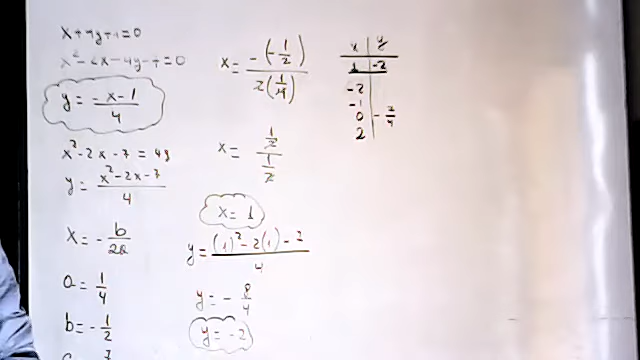 x+4y+1=0
x²-2x-4y-7=0
y = -x-1/4
x²-2x-7 = 4y
y = x²-2x-7/4
x = - b/2a
a = 1/4
b = - 1/2
x = -(-1/2)/2(1/4)
x = 1/2/1/2
x = 1
y = (1)²-2(1)-7/4
y = - 8/4
y = -2
x | y
1 | -2
-2
-1
0 | - 7/4
2